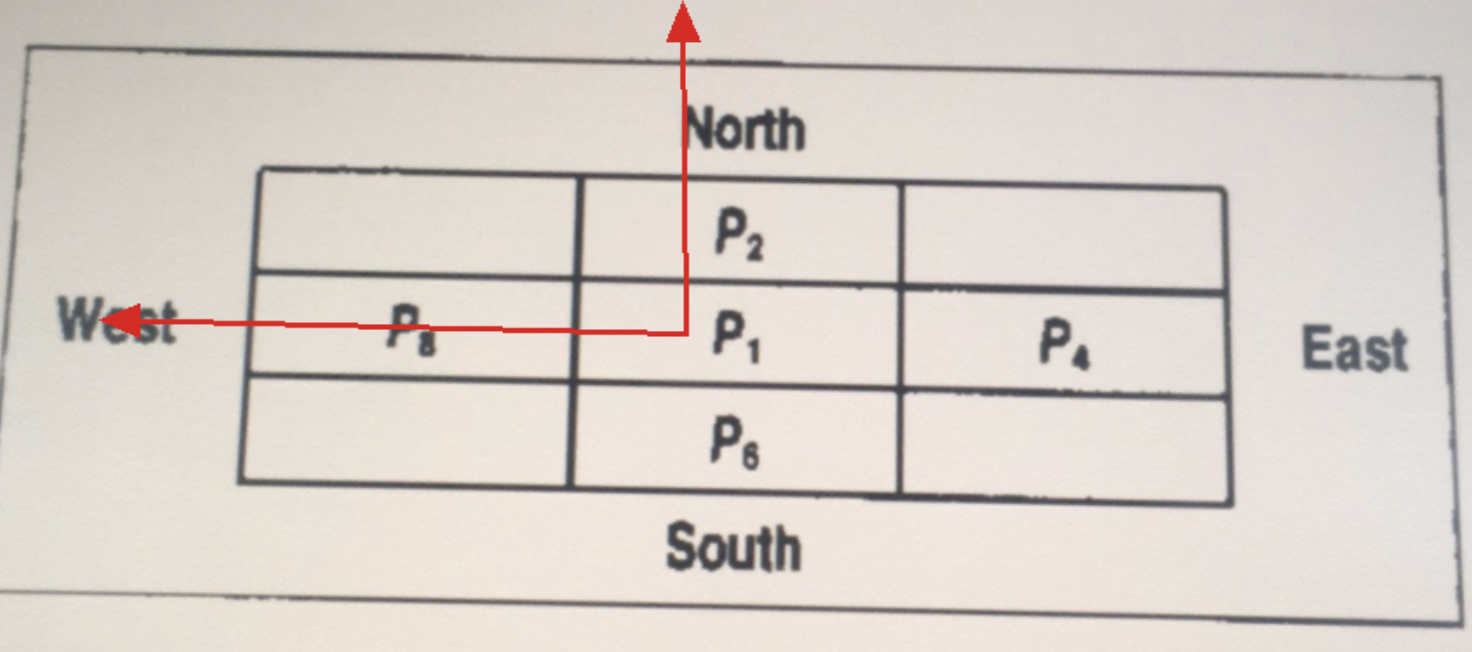 North
P₂
West P₈ P₁ P₄ East
P₆
South